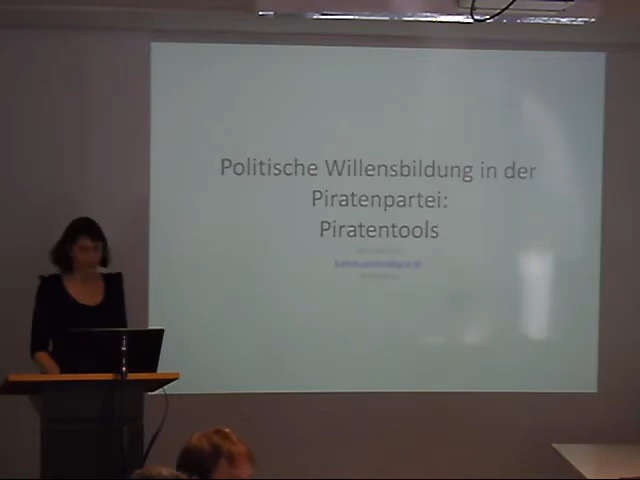 Politische Willensbildung in der
Piratenpartei:
Piratentools